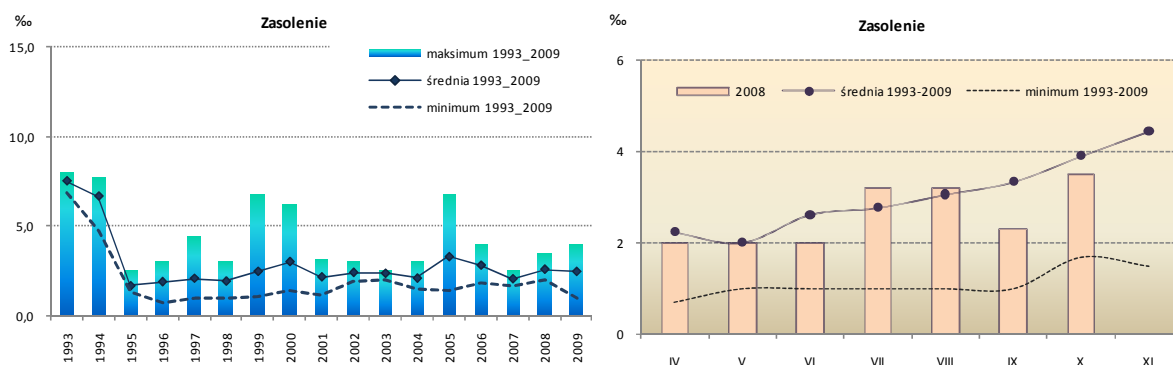 ‰
Zasolenie
15,0
10,0
5,0
0,0
maksimum 1993_2009
średnia 1993_2009
minimum 1993_2009
1993 1994 1995 1996 1997 1998 1999 2000 2001 2002 2003 2004 2005 2006 2007 2008 2009
‰
Zasolenie
6
4
2
0
2008 średnia 1993-2009 minimum 1993-2009
IV V VI VII VIII IX X XI